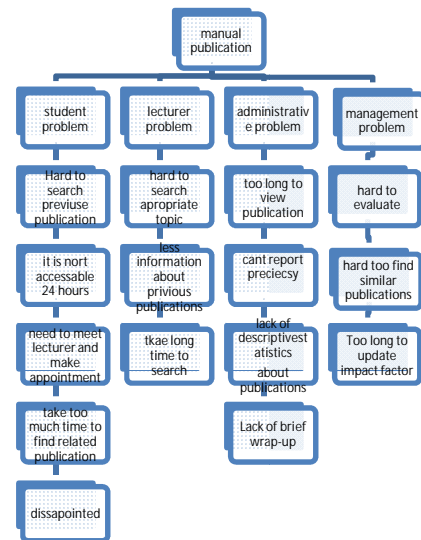 manual
publication
student
problem
Hard to
search
previuse
publication
it is nort
accessable
24 hours
need to meet
lecturer and
make
appointment
take too
much time to
find related
publication
dissapointed
lecturer
problem
hard to
search
apropriate
topic
less
information
about
privious
publications
tkae long
time to
search
administrativ
e problem
too long to
view
publication
cant report
preciecsy
lack of
descriptivest
atistics
about
publications
Lack of brief
wrap-up
management
problem
hard to
evaluate
hard too find
similar
publications
Too long to
update
impact factor